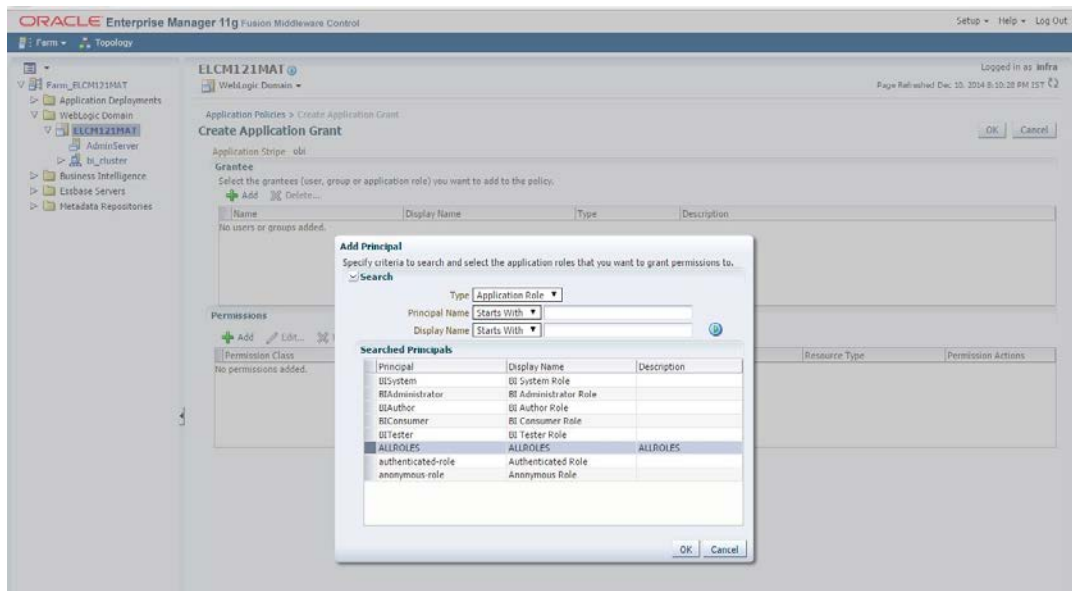 ORACLE Enterprise Manager 11g Fusion Middleware Control
Setup Help Log Out
Farm Topology
ELCM121MAT
Logged in as infra
WebLogic Domain
Page Refreshed Dec 10, 2014 8:10:28 PM IST
Farm_ELCM121MAT
Application Deployments
WebLogic Domain
ELCM121MAT
AdminServer
bi_cluster
Business Intelligence
Essbase Servers
Metadata Repositories
Application Policies > Create Application Grant
Create Application Grant
OK Cancel
Application Stripe obi
Grantee
Select the grantees (user, group or application role) you want to add to the policy.
Add Delete...
Name Display Name Type Description
No users or groups added.
Permissions
Add Edit...
Permission Class Resource Type Permission Actions
No permissions added.
Add Principal
Specify criteria to search and select the application roles that you want to grant permissions to.
Search
Type Application Role
Principal Name Starts With
Display Name Starts With
Searched Principals
Principal Display Name Description
BISystem BI System Role
BIAdministrator BI Administrator Role
BIAuthor BI Author Role
BIConsumer BI Consumer Role
BITester BI Tester Role
ALLROLES ALLROLES ALLROLES
authenticated-role Authenticated Role
anonymous-role Anonymous Role
OK Cancel